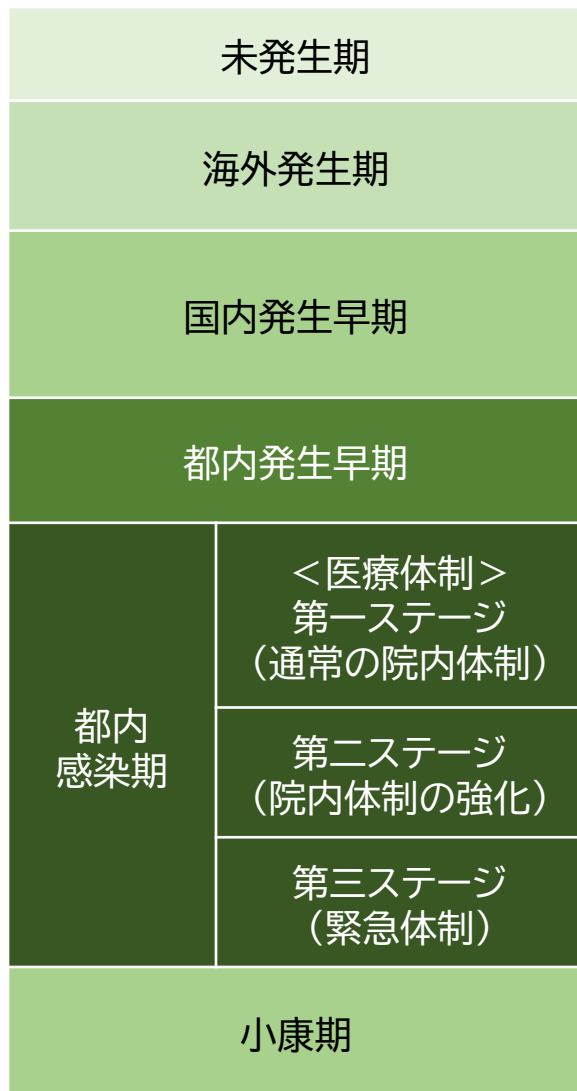 未発生期
海外発生期
国内発生早期
都内発生早期
都内
感染期
＜医療体制＞
第一ステージ
（通常の院内体制）
第二ステージ
（院内体制の強化）
第三ステージ
（緊急体制）
小康期